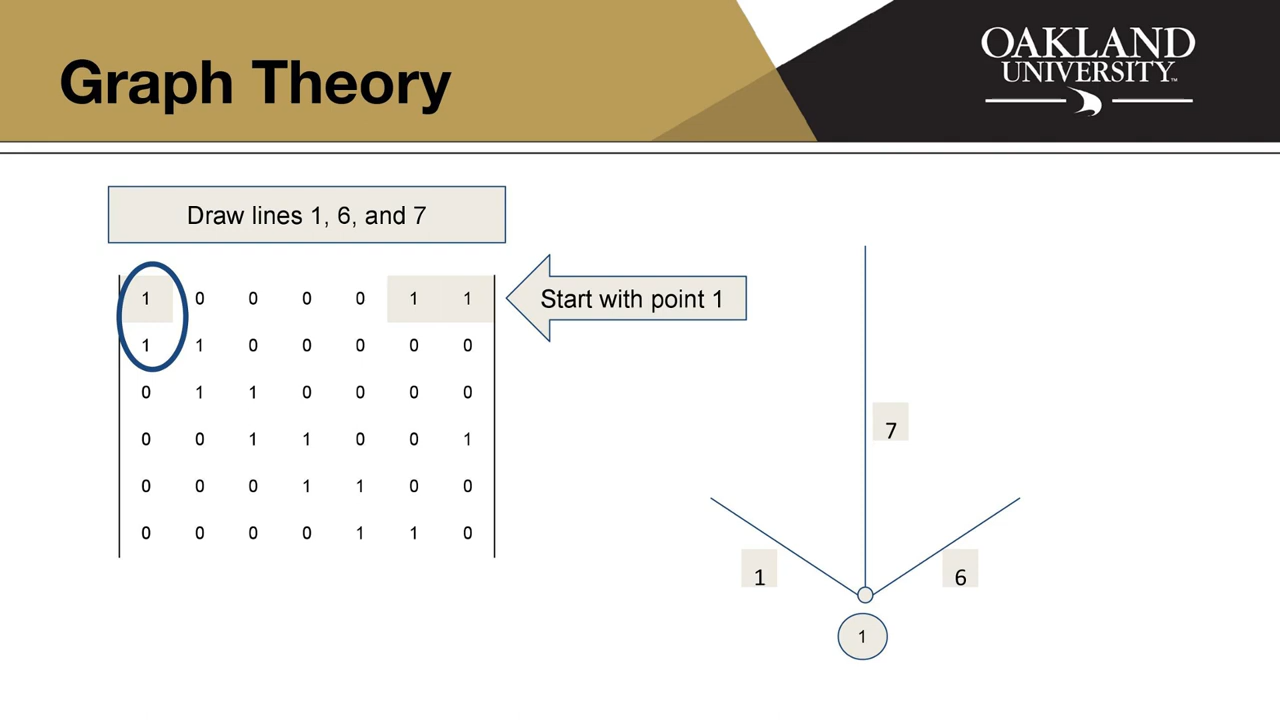 Graph Theory
OAKLAND
UNIVERSITY™
Draw lines 1, 6, and 7
1 0 0 0 0 1 1
Start with point 1
1 1 0 0 0 0 0
0 1 1 0 0 0 0
0 0 1 1 0 0 1
0 0 0 1 1 0 0
0 0 0 0 1 1 0
7
1
6
1